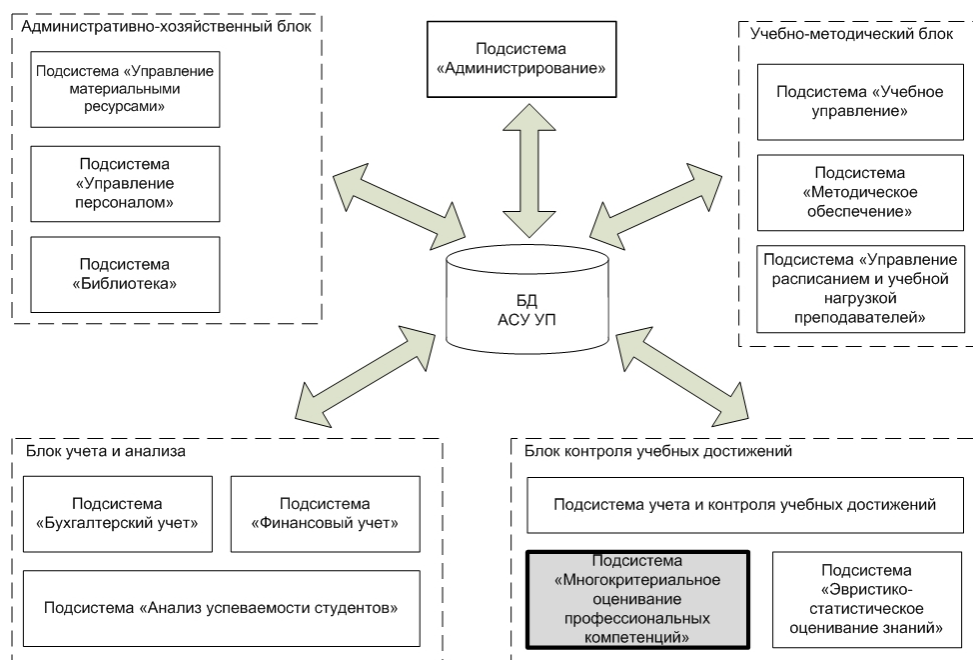 Административно-хозяйственный блок
Подсистема «Управление
материальными
ресурсами»
Подсистема
«Управление
персоналом»
Подсистема
«Библиотека»
Подсистема
«Администрирование»
Учебно-методический блок
Подсистема «Учебное
управление»
Подсистема
«Методическое
обеспечение»
Подсистема «Управление
расписанием и учебной
нагрузкой
преподавателей»
БД
АСУ УП
Блок учета и анализа
Подсистема
«Бухгалтерский учет»
Подсистема
«Финансовый учет»
Подсистема «Анализ успеваемости студентов»
Блок контроля учебных достижений
Подсистема учета и контроля учебных достижений
Подсистема
«Многокритериальное
оценивание
профессиональных
компетенций»
Подсистема
«Эвристико-
статистическое
оценивание знаний»